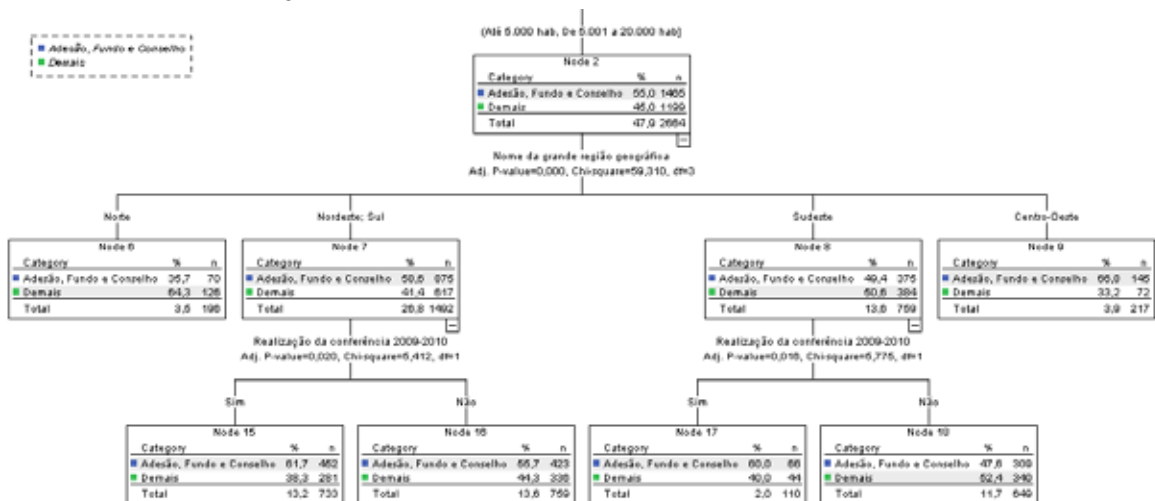 Adesão, Fundo e Conselho
Demais
(Até 5.000 hab, De 5.001 a 20.000 hab]
Node 2
Category % n
Adesão, Fundo e Conselho 55,0 1465
Demais 45,0 1199
Total 47,9 2664
Nome da grande região geográfica
Adj. P-value=0,000, Chi-square=59,310, df=3
Norte
Nordeste; Sul
Sudeste
Centro-Oeste
Node 6
Category % n
Adesão, Fundo e Conselho 35,7 70
Demais 64,3 126
Total 3,5 196
Node 7
Category % n
Adesão, Fundo e Conselho 58,6 875
Demais 41,4 617
Total 26,8 1492
Node 8
Category % n
Adesão, Fundo e Conselho 49,4 375
Demais 50,6 384
Total 13,6 759
Node 9
Category % n
Adesão, Fundo e Conselho 66,8 145
Demais 33,2 72
Total 3,9 217
Realização da conferência 2009-2010
Adj. P-value=0,020, Chi-square=5,412, df=1
Realização da conferência 2009-2010
Adj. P-value=0,016, Chi-square=5,775, df=1
Sim
Não
Sim
Não
Node 15
Category % n
Adesão, Fundo e Conselho 61,7 452
Demais 38,3 281
Total 13,2 733
Node 16
Category % n
Adesão, Fundo e Conselho 55,7 423
Demais 44,3 336
Total 13,6 759
Node 17
Category % n
Adesão, Fundo e Conselho 60,0 66
Demais 40,0 44
Total 2,0 110
Node 18
Category % n
Adesão, Fundo e Conselho 47,6 309
Demais 52,4 340
Total 11,7 649